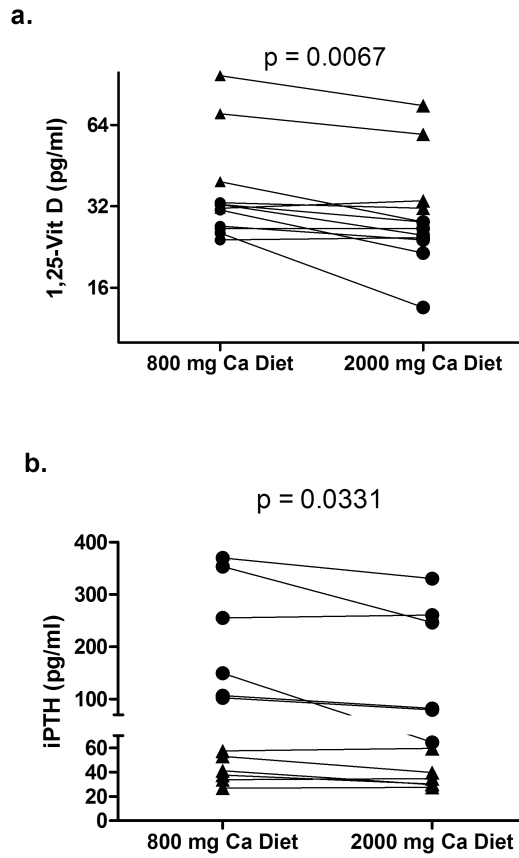 a.
p = 0.0067
1,25-Vit D (pg/ml)
64
32
16
800 mg Ca Diet 2000 mg Ca Diet
b.
p = 0.0331
iPTH (pg/ml)
400
300
200
100
60
40
20
0
800 mg Ca Diet 2000 mg Ca Diet